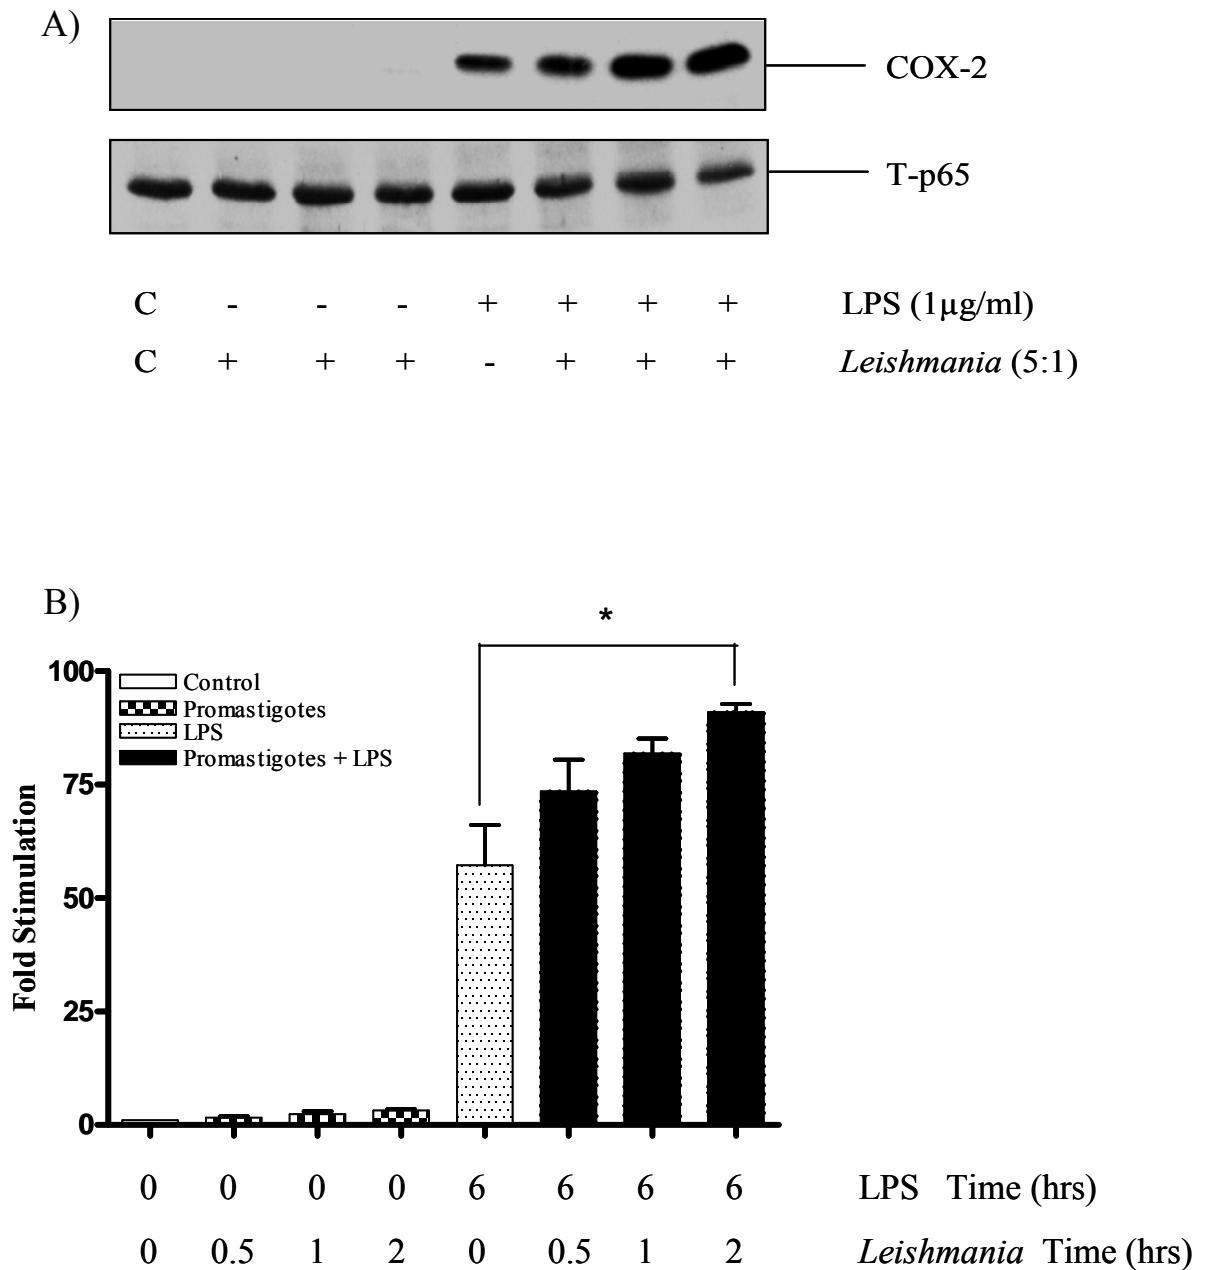 A)
COX-2
T-p65
C - - - + + + + LPS (1µg/ml)
C + + + - + + + Leishmania (5:1)
B)
*
100
Control
Promastigotes
LPS
Promastigotes + LPS
75
50
25
0
Fold Stimulation
0 0 0 0 6 6 6 6 LPS Time (hrs)
0 0.5 1 2 0 0.5 1 2 Leishmania Time (hrs)